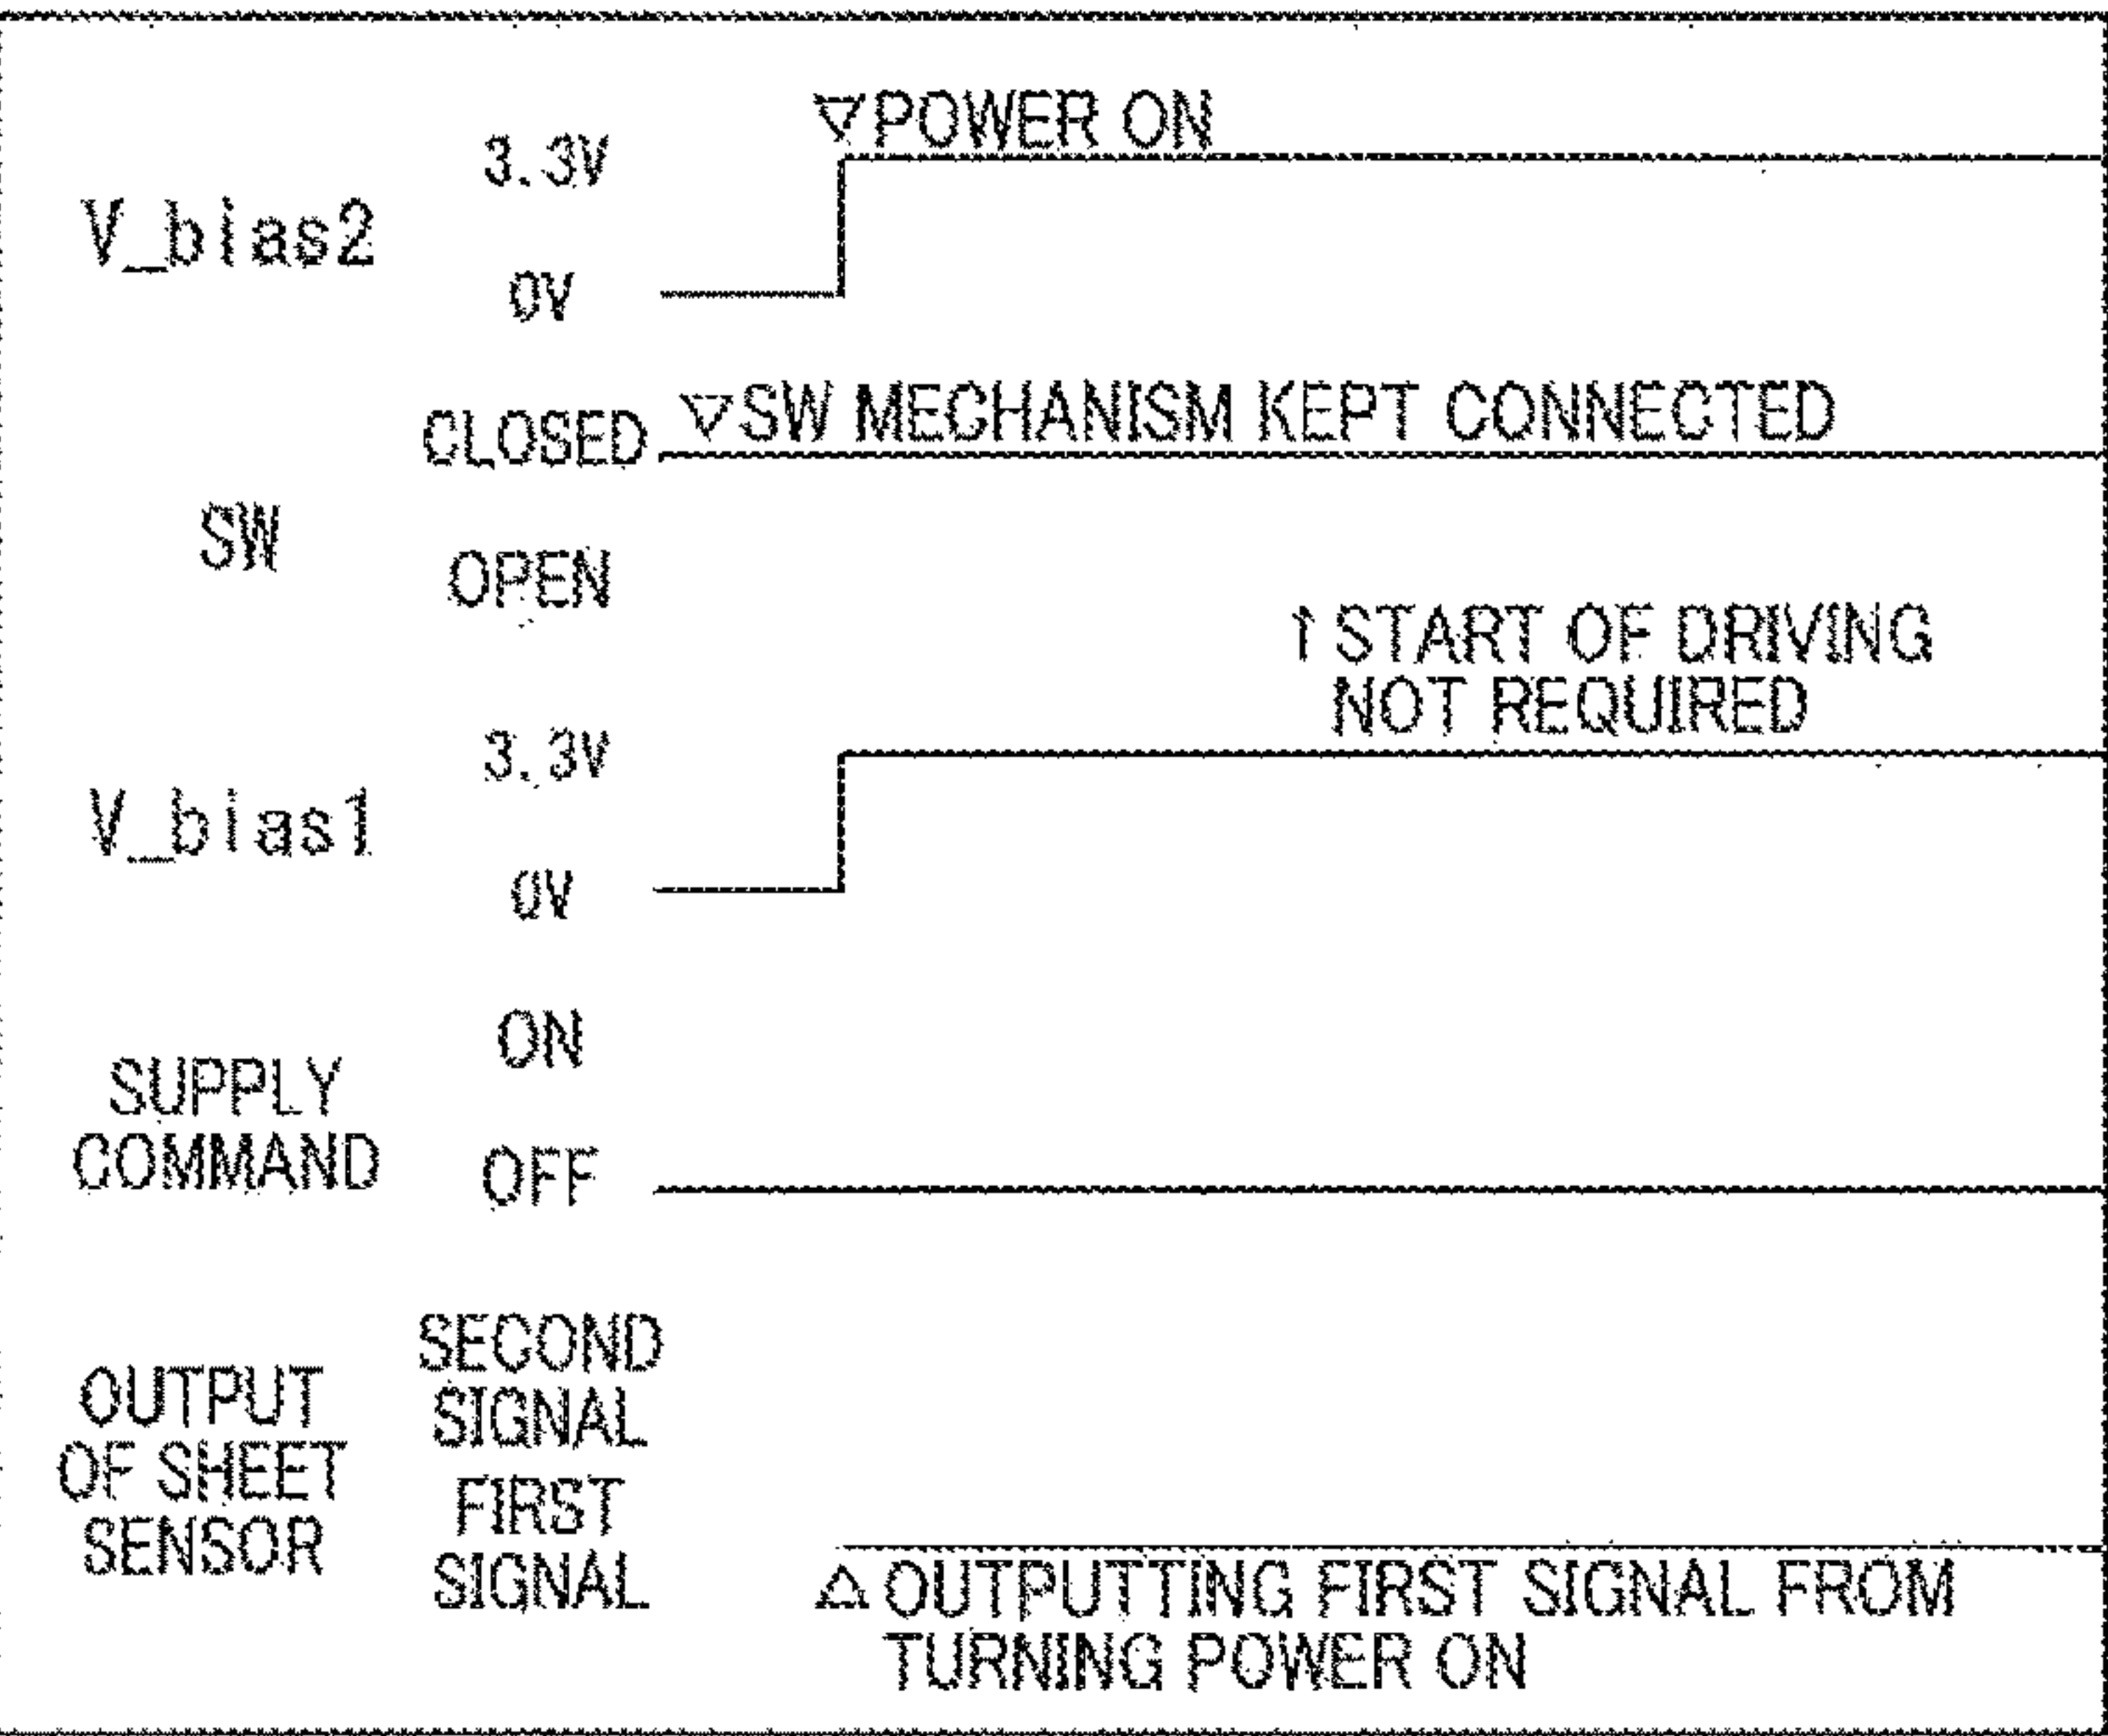 ▽POWER ON
3.3V
V_bias2
0V
CLOSED
▽SW MECHANISM KEPT CONNECTED
SW
OPEN
↑START OF DRIVING
NOT REQUIRED
3.3V
V_bias1
0V
ON
SUPPLY
COMMAND
OFF
SECOND
SIGNAL
OUTPUT
OF SHEET
SENSOR
FIRST
SIGNAL
△OUTPUTTING FIRST SIGNAL FROM
TURNING POWER ON